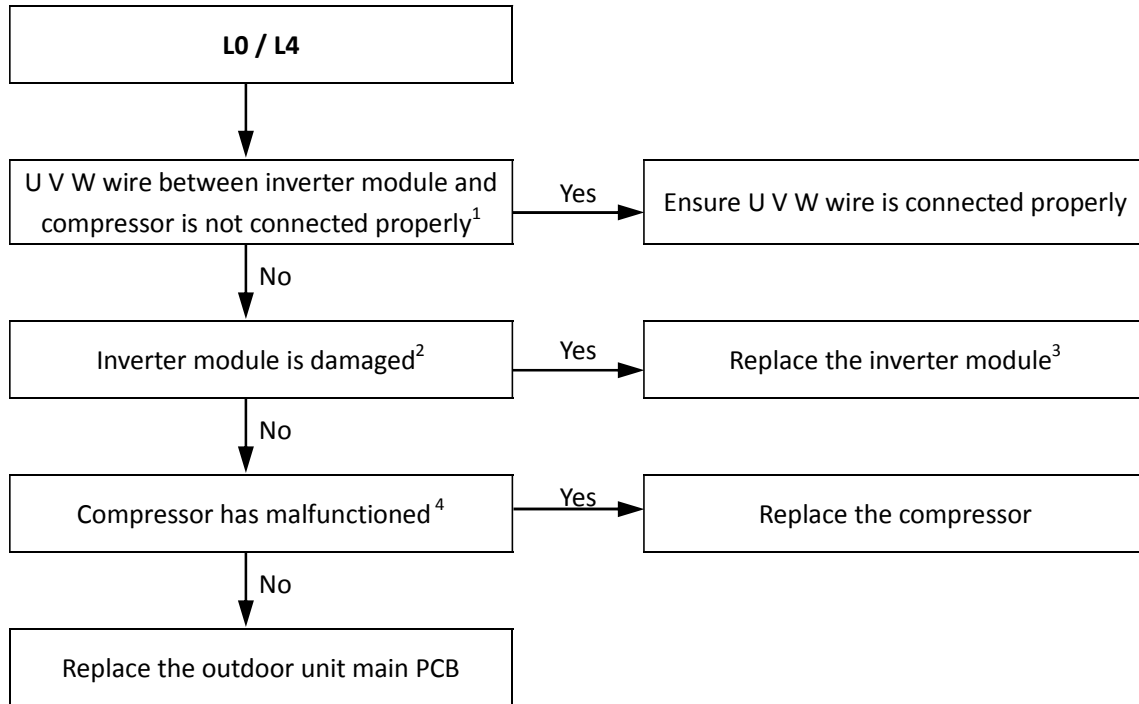 L0 / L4
U V W wire between inverter module and
compressor is not connected properly1
Yes
Ensure U V W wire is connected properly
No
Inverter module is damaged2
Yes
Replace the inverter module3
No
Compressor has malfunctioned 4
Yes
Replace the compressor
No
Replace the outdoor unit main PCB